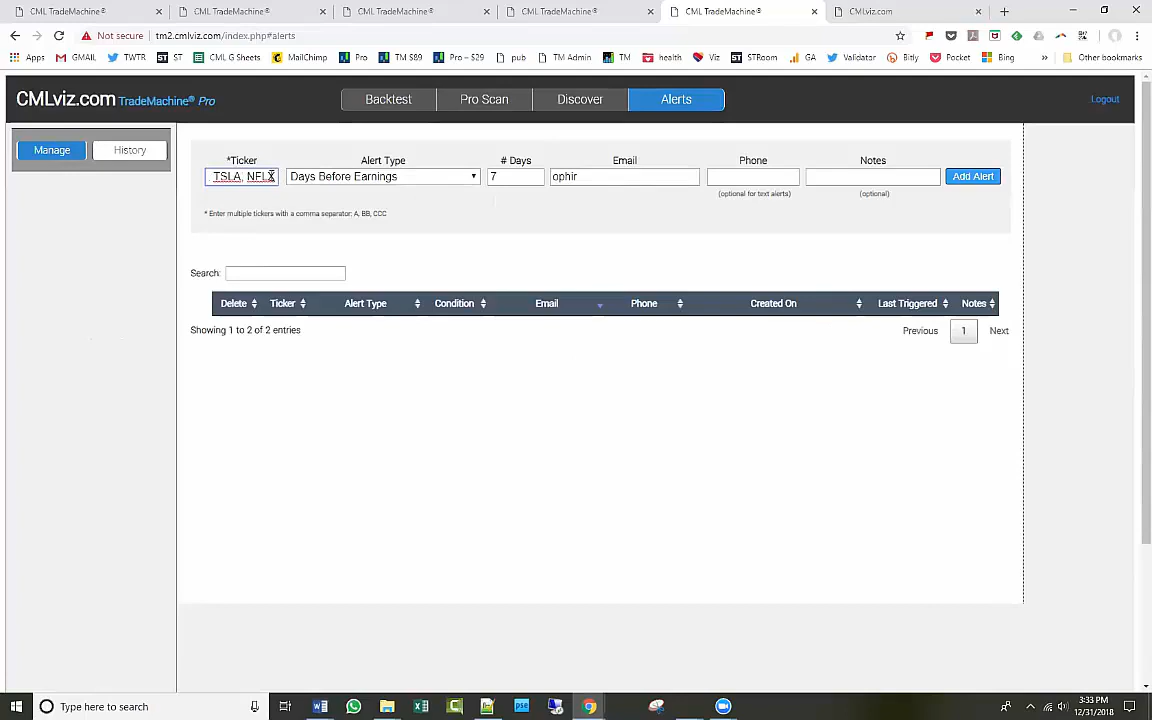 CML TradeMachine®
CML TradeMachine®
CML TradeMachine®
CML TradeMachine®
CML TradeMachine®
CMLviz.com
Not secure tm2.cmlviz.com/index.php#alerts
Apps GMAIL TWTR ST CML G Sheets MailChimp Pro TM $89 Pro – $29 pub TM Admin TM health Viz STRoom GA Validator Bitly Pocket Bing » Other bookmarks
CMLviz.com TradeMachine® Pro
Backtest Pro Scan Discover Alerts
Logout
Manage History
*Ticker Alert Type # Days Email Phone Notes
TSLA, NFLX Days Before Earnings 7 ophir Add Alert
(optional for text alerts) (optional)
* Enter multiple tickers with a comma separator; A, BB, CCC
Search:
Delete Ticker Alert Type Condition Email Phone Created On Last Triggered Notes
Showing 1 to 2 of 2 entries Previous 1 Next
Type here to search
3:33 PM
12/31/2018